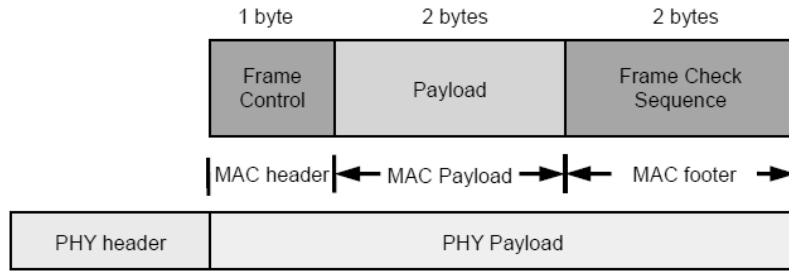 1 byte 2 bytes 2 bytes
Frame Control Payload Frame Check Sequence
MAC header MAC Payload MAC footer
PHY header PHY Payload